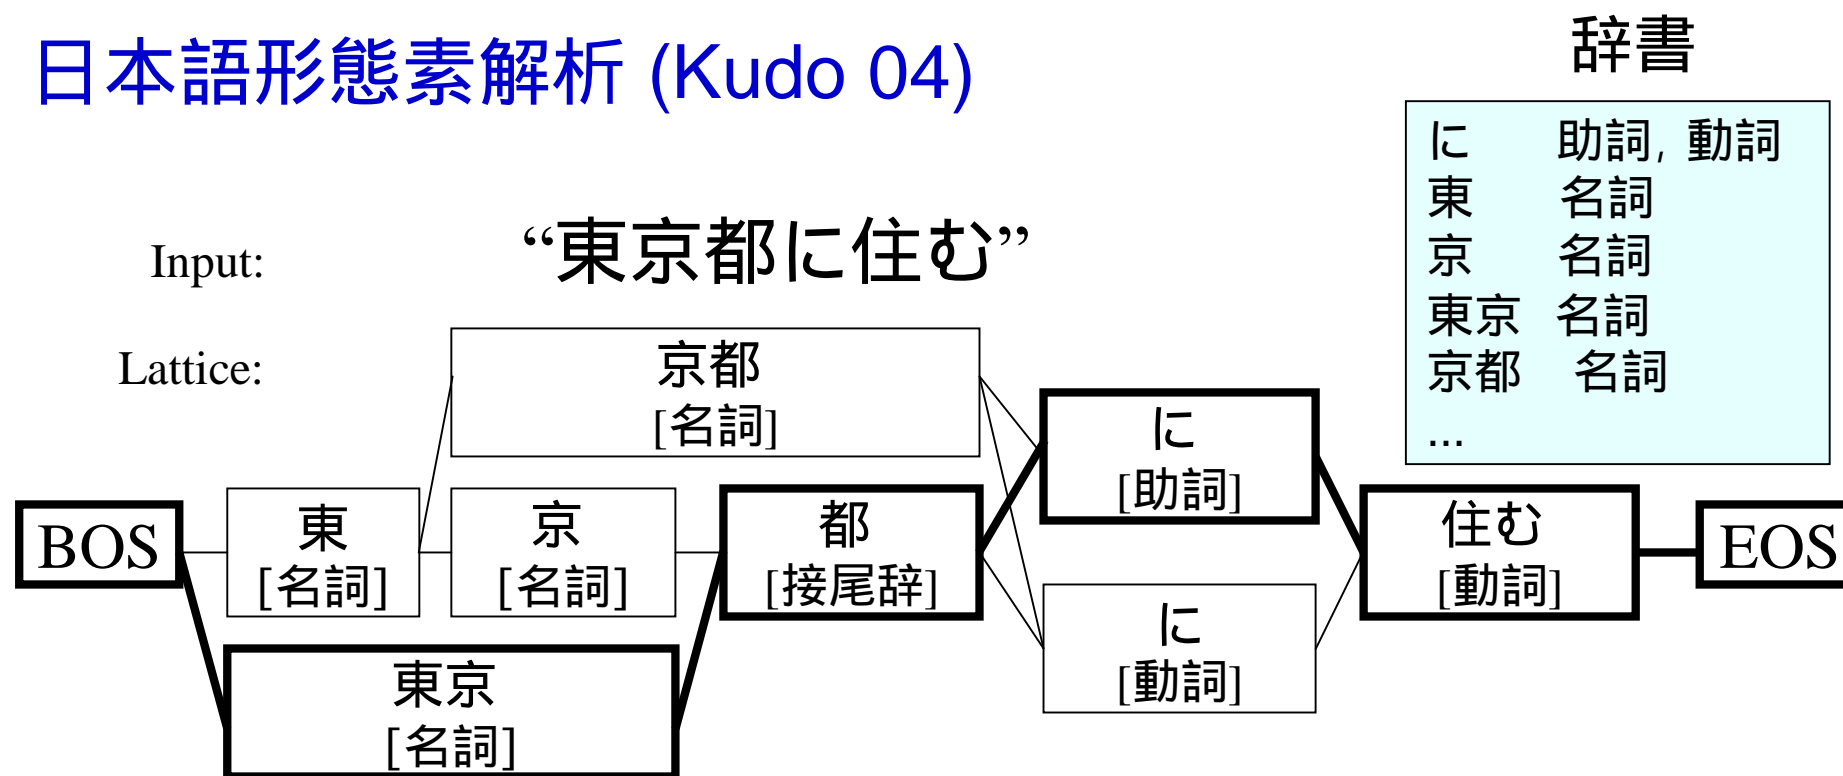 日本語形態素解析 (Kudo 04)
辞書
に 助詞, 動詞
東 名詞
京 名詞
東京 名詞
京都 名詞
...
Input: “東京都に住む”
Lattice:
京都
[名詞]
に
[助詞]
BOS
東
[名詞]
京
[名詞]
都
[接尾辞]
住む
[動詞]
EOS
に
[動詞]
東京
[名詞]